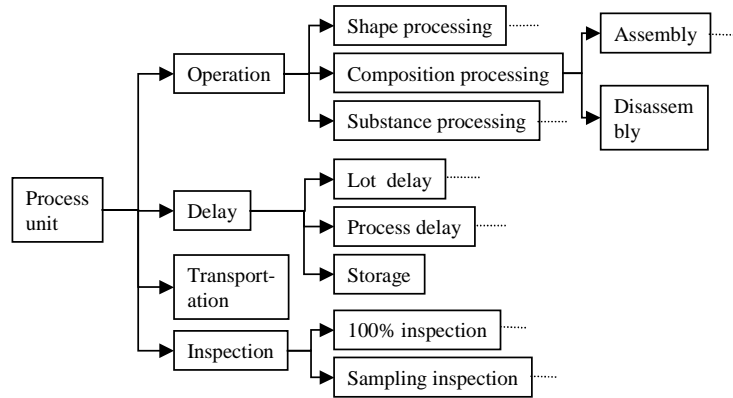 Shape processing
Assembly
Operation
Composition processing
Substance processing
Disassem
bly
Process
unit
Delay
Lot delay
Process delay
Storage
Transport-
ation
Inspection
100% inspection
Sampling inspection